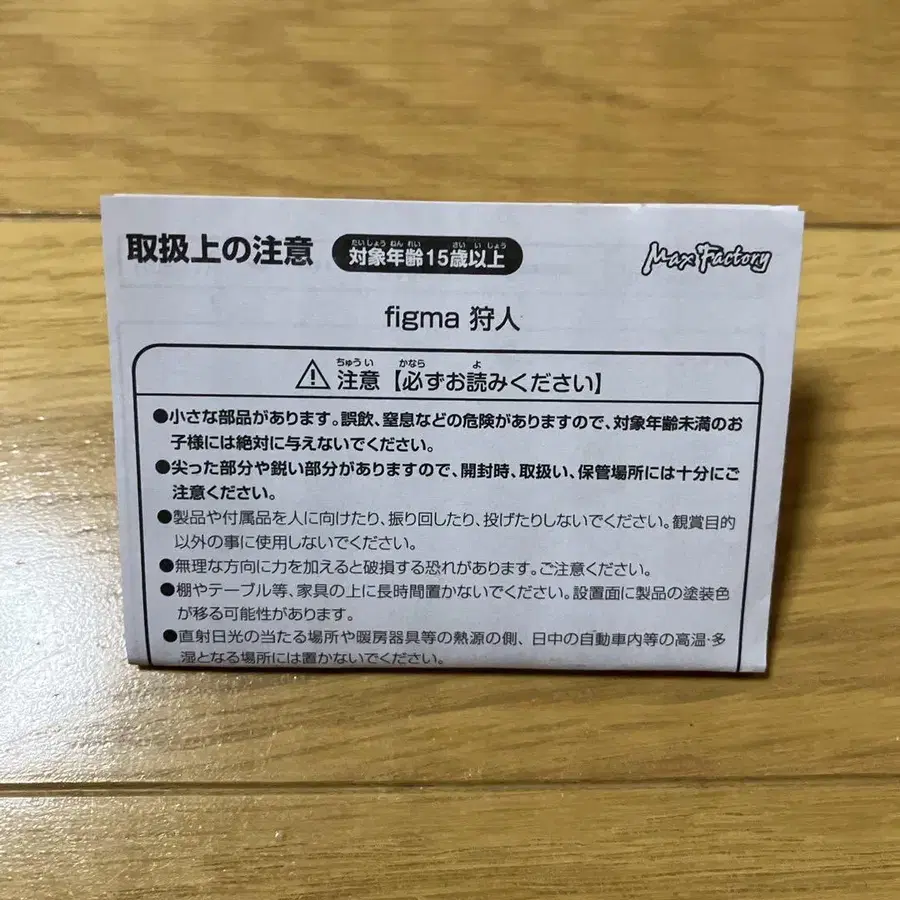 取扱上の注意 対象年齢15歳以上 Max Factory
たいしょうねんれい さいいじょう
figma 狩人
ちゅうい かなら よ
⚠ 注意【必ずお読みください】
●小さな部品があります。誤飲、窒息などの危険がありますので、対象年齢未満のお
子様には絶対に与えないでください。
●尖った部分や鋭い部分がありますので、開封時、取扱い、保管場所には十分にご
注意ください。
●製品や付属品を人に向けたり、振り回したり、投げたりしないでください。観賞目的
以外の事に使用しないでください。
●無理な方向に力を加えると破損する恐れがあります。ご注意ください。
●棚やテーブル等、家具の上に長時間置かないでください。設置面に製品の塗装色
が移る可能性があります。
●直射日光の当たる場所や暖房器具等の熱源の側、日中の自動車内等の高温・多
湿となる場所には置かないでください。